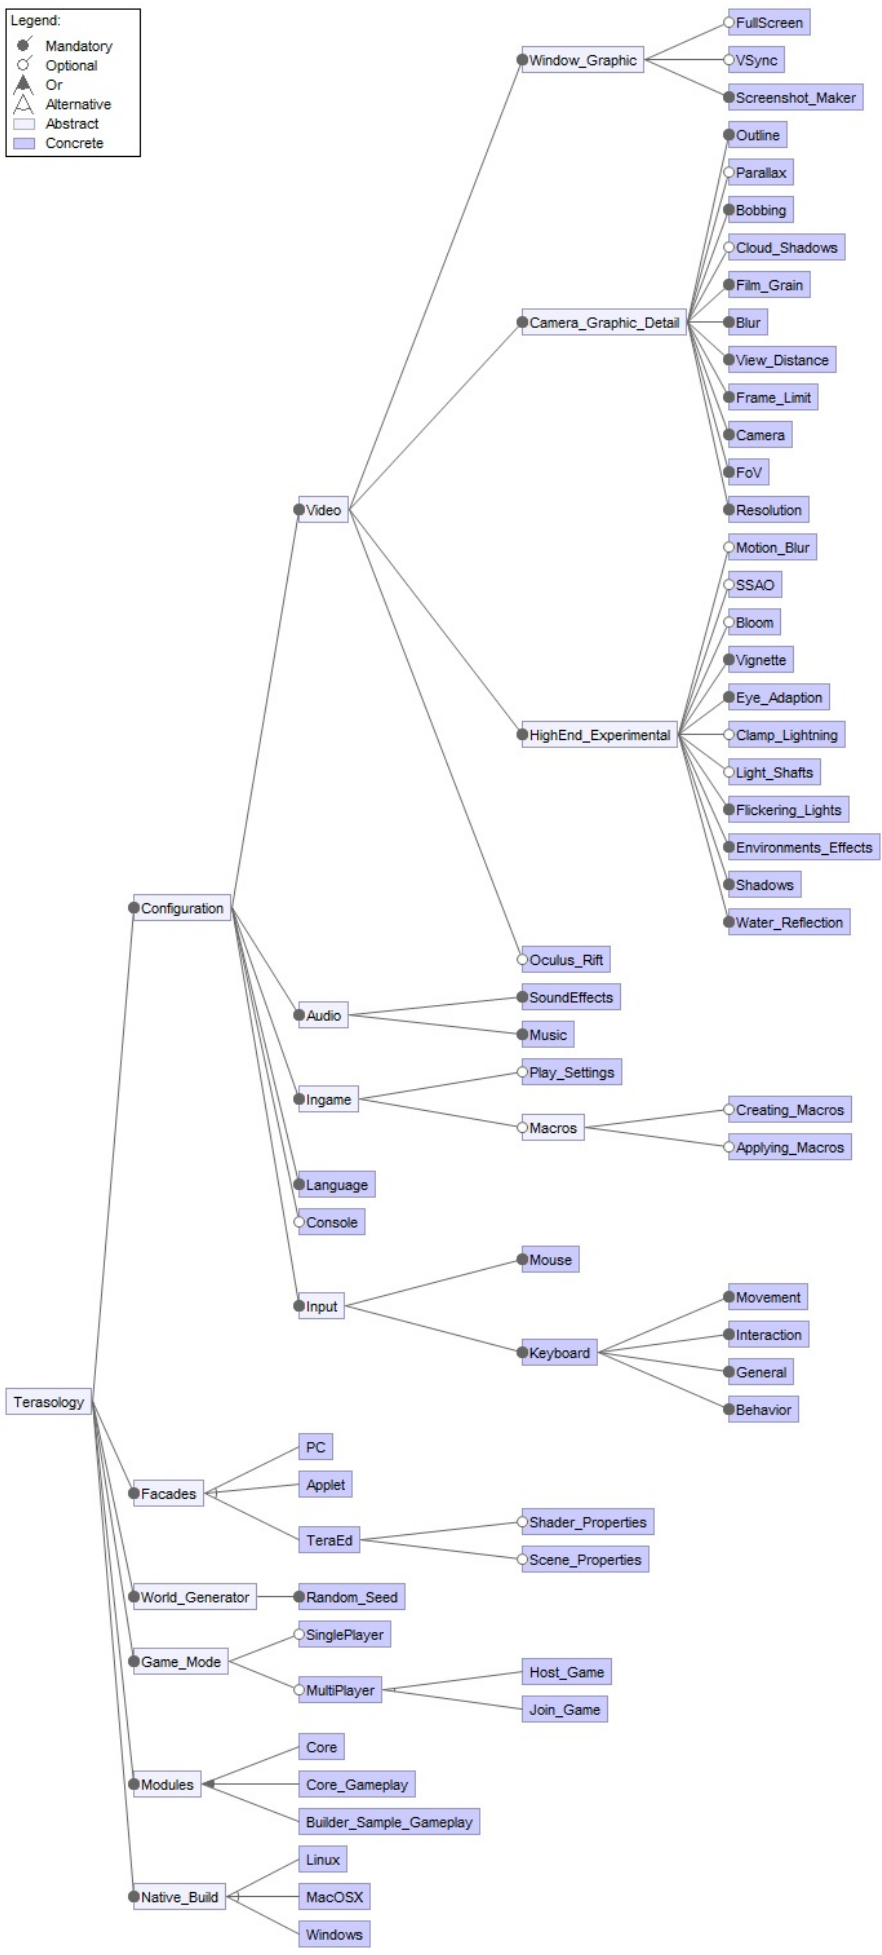 Legend:
Mandatory
Optional
Or
Alternative
Abstract
Concrete
FullScreen
Window_Graphic
VSync
Screenshot_Maker
Outline
Parallax
Bobbing
Cloud_Shadows
Film_Grain
Camera_Graphic_Detail
Blur
View_Distance
Frame_Limit
Camera
FoV
Video
Resolution
Motion_Blur
SSAO
Bloom
Vignette
Eye_Adaption
HighEnd_Experimental
Clamp_Lightning
Light_Shafts
Flickering_Lights
Environments_Effects
Shadows
Configuration
Water_Reflection
Oculus_Rift
SoundEffects
Audio
Music
Play_Settings
Ingame
Creating_Macros
Macros
Applying_Macros
Language
Console
Mouse
Input
Movement
Interaction
Keyboard
General
Terasology
Behavior
PC
Facades
Applet
Shader_Properties
TeraEd
Scene_Properties
World_Generator
Random_Seed
SinglePlayer
Game_Mode
Host_Game
MultiPlayer
Join_Game
Core
Modules
Core_Gameplay
Builder_Sample_Gameplay
Linux
Native_Build
MacOSX
Windows